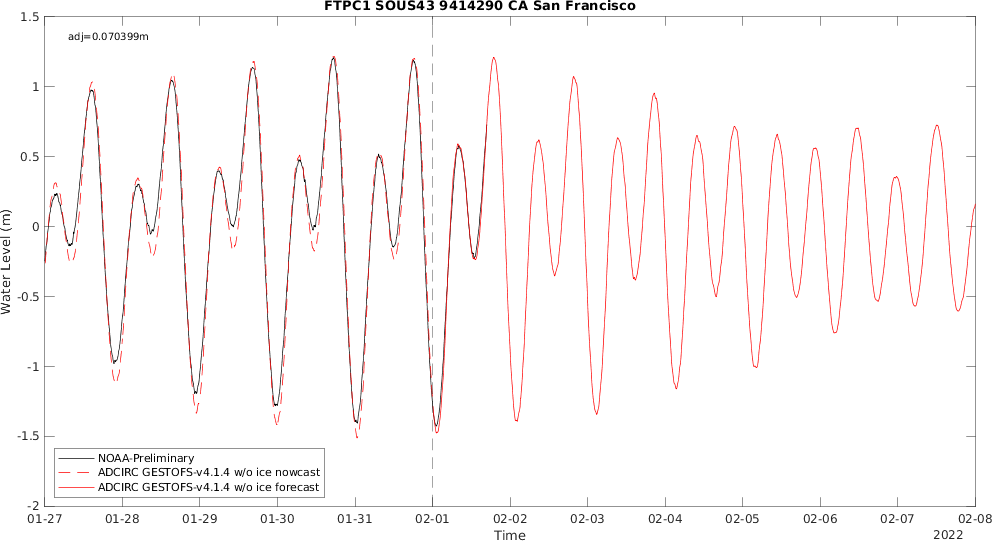 FTPC1 SOUS43 9414290 CA San Francisco
adj=0.070399m
1.5
1
0.5
0
-0.5
-1
-1.5
-2
Water Level (m)
NOAA-Preliminary
ADCIRC GESTOFS-v4.1.4 w/o ice nowcast
ADCIRC GESTOFS-v4.1.4 w/o ice forecast
01-27 01-28 01-29 01-30 01-31 02-01 02-02 02-03 02-04 02-05 02-06 02-07 02-08
Time
2022